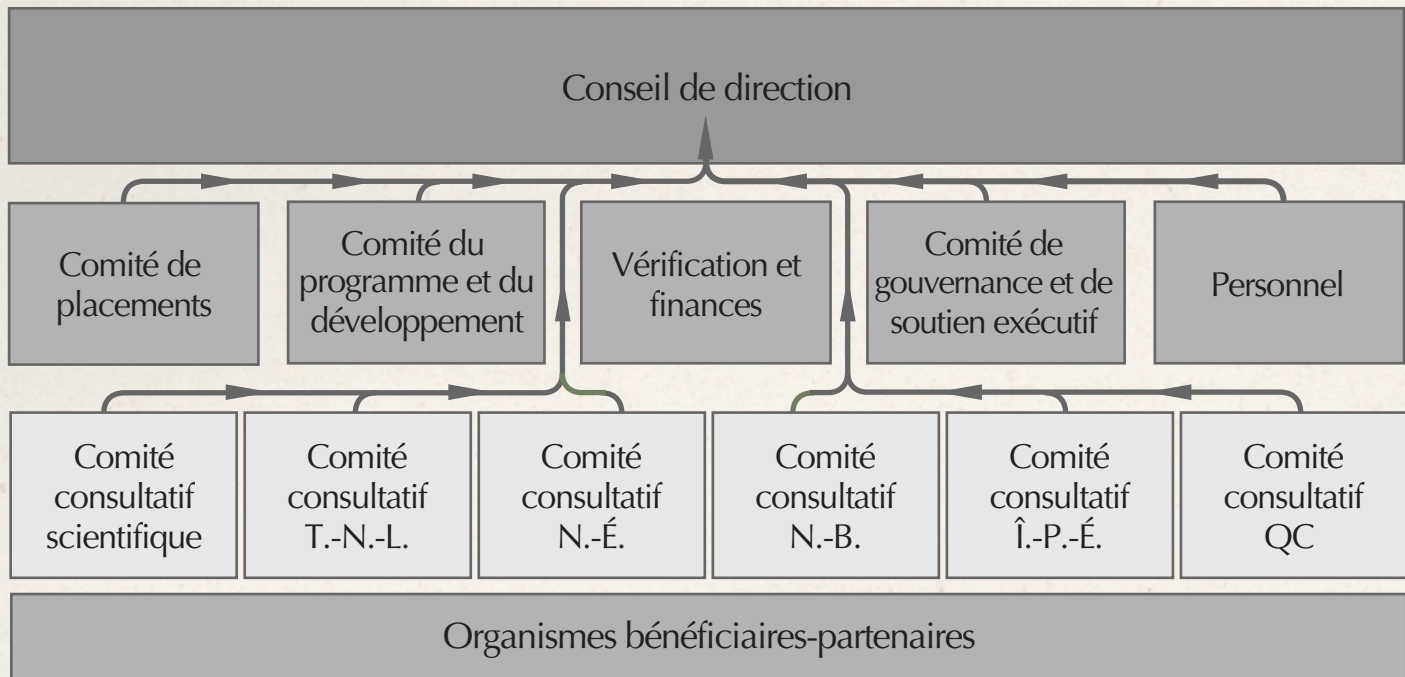 Conseil de direction
Comité de
placements
Comité du
programme et du
développement
Vérification et
finances
Comité de
gouvernance et de
soutien exécutif
Personnel
Comité
consultatif
scientifique
Comité
consultatif
T.-N.-L.
Comité
consultatif
N.-É.
Comité
consultatif
N.-B.
Comité
consultatif
Î.-P.-É.
Comité
consultatif
QC
Organismes bénéficiaires-partenaires